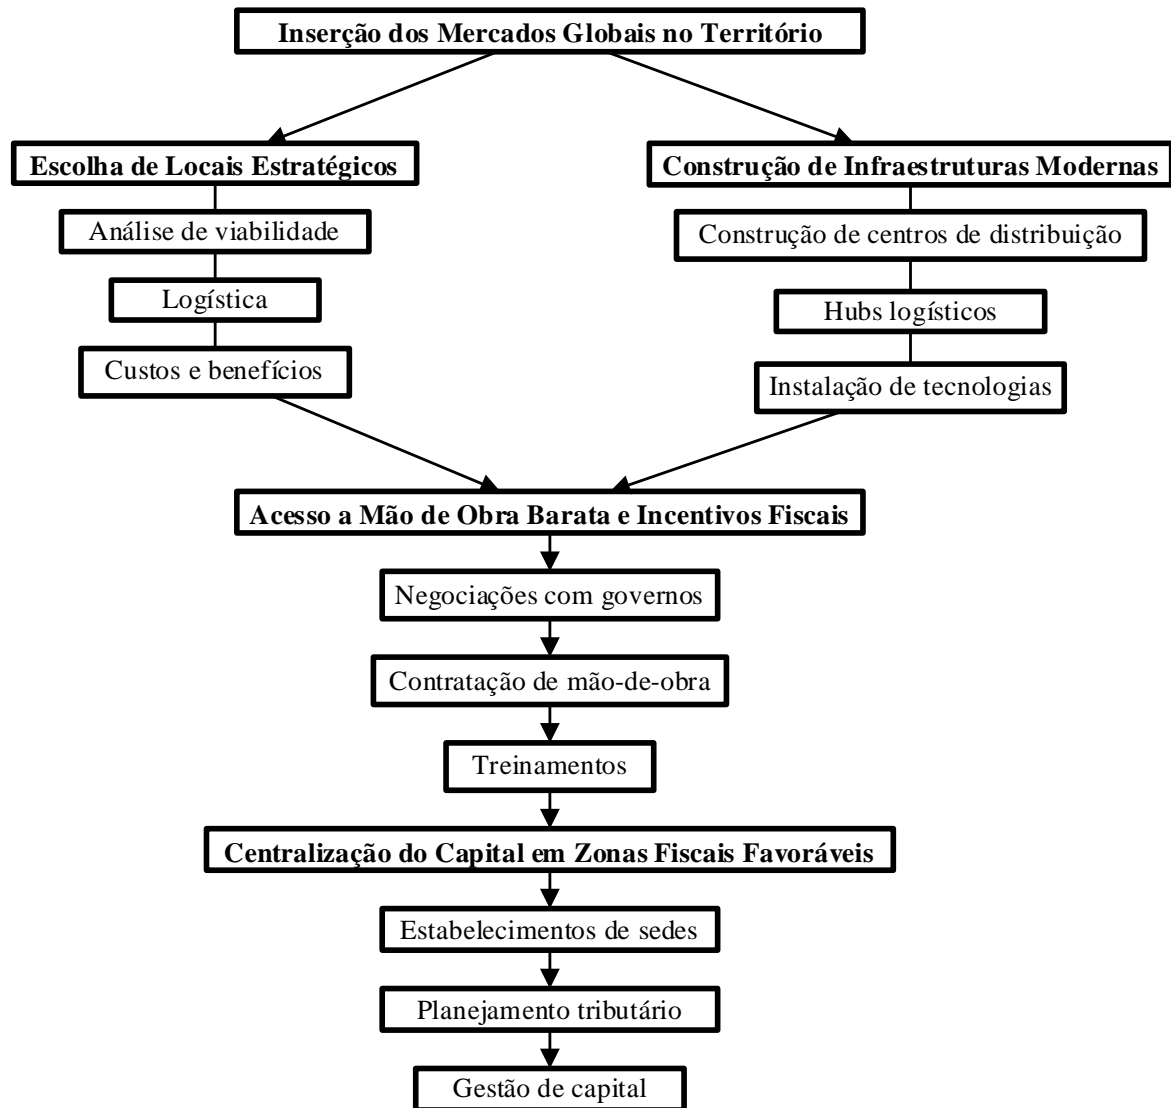 Inserção dos Mercados Globais no Território
Escolha de Locais Estratégicos
Análise de viabilidade
Logística
Custos e benefícios
Construção de Infraestruturas Modernas
Construção de centros de distribuição
Hubs logísticos
Instalação de tecnologias
Acesso a Mão de Obra Barata e Incentivos Fiscais
Negociações com governos
Contratação de mão-de-obra
Treinamentos
Centralização do Capital em Zonas Fiscais Favoráveis
Estabelecimentos de sedes
Planejamento tributário
Gestão de capital